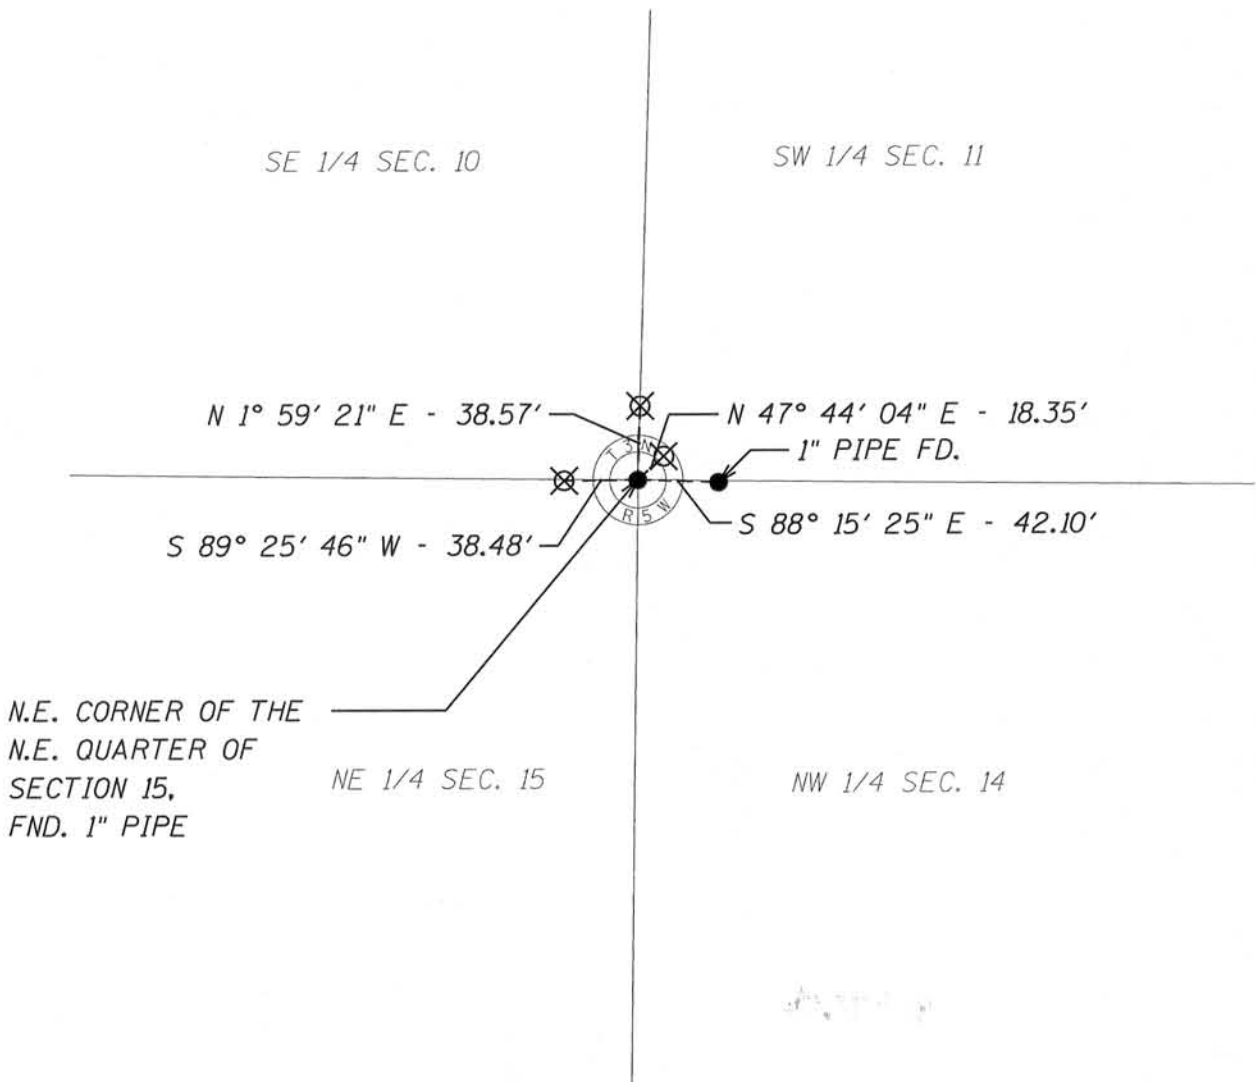 SE 1/4 SEC. 10
SW 1/4 SEC. 11
N 1° 59' 21" E - 38.57'
N 47° 44' 04" E - 18.35'
1" PIPE FD.
T3N
R5W
S 89° 25' 46" W - 38.48'
S 88° 15' 25" E - 42.10'
N.E. CORNER OF THE
N.E. QUARTER OF
SECTION 15,
FND. 1" PIPE
NE 1/4 SEC. 15
NW 1/4 SEC. 14